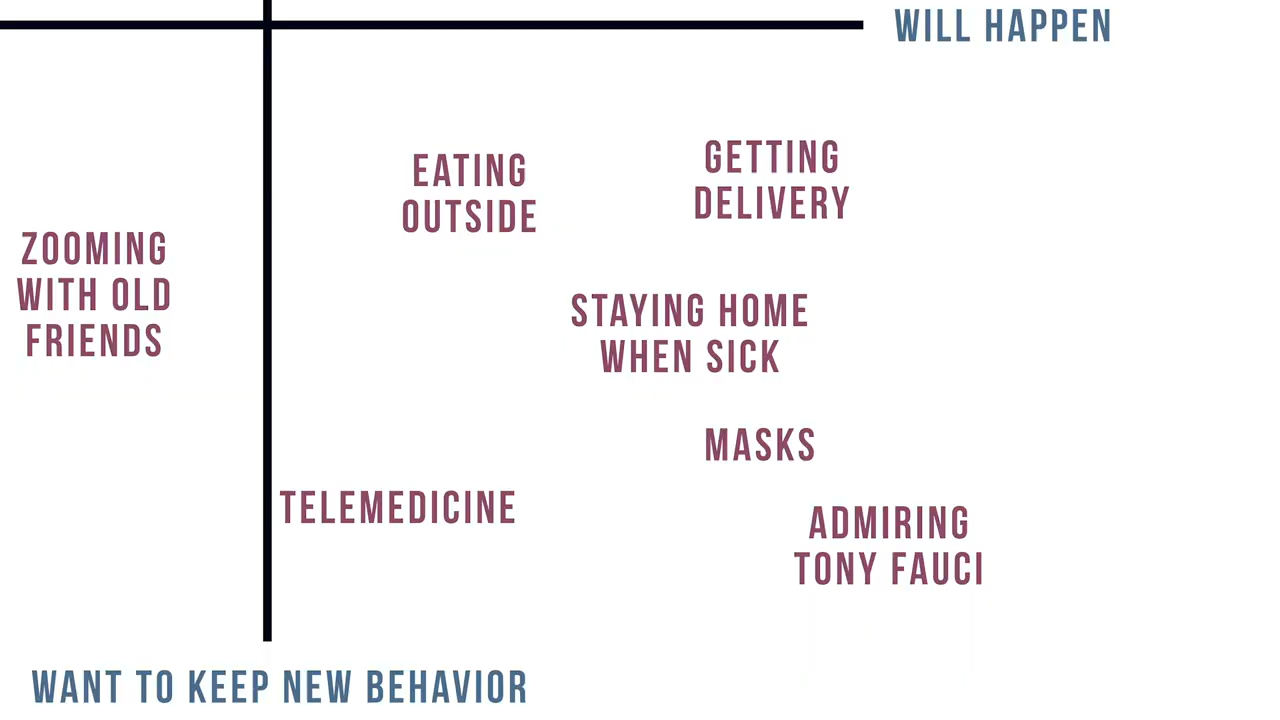 WILL HAPPEN
EATING
OUTSIDE
GETTING
DELIVERY
ZOOMING
WITH OLD
FRIENDS
STAYING HOME
WHEN SICK
MASKS
TELEMEDICINE
ADMIRING
TONY FAUCI
WANT TO KEEP NEW BEHAVIOR